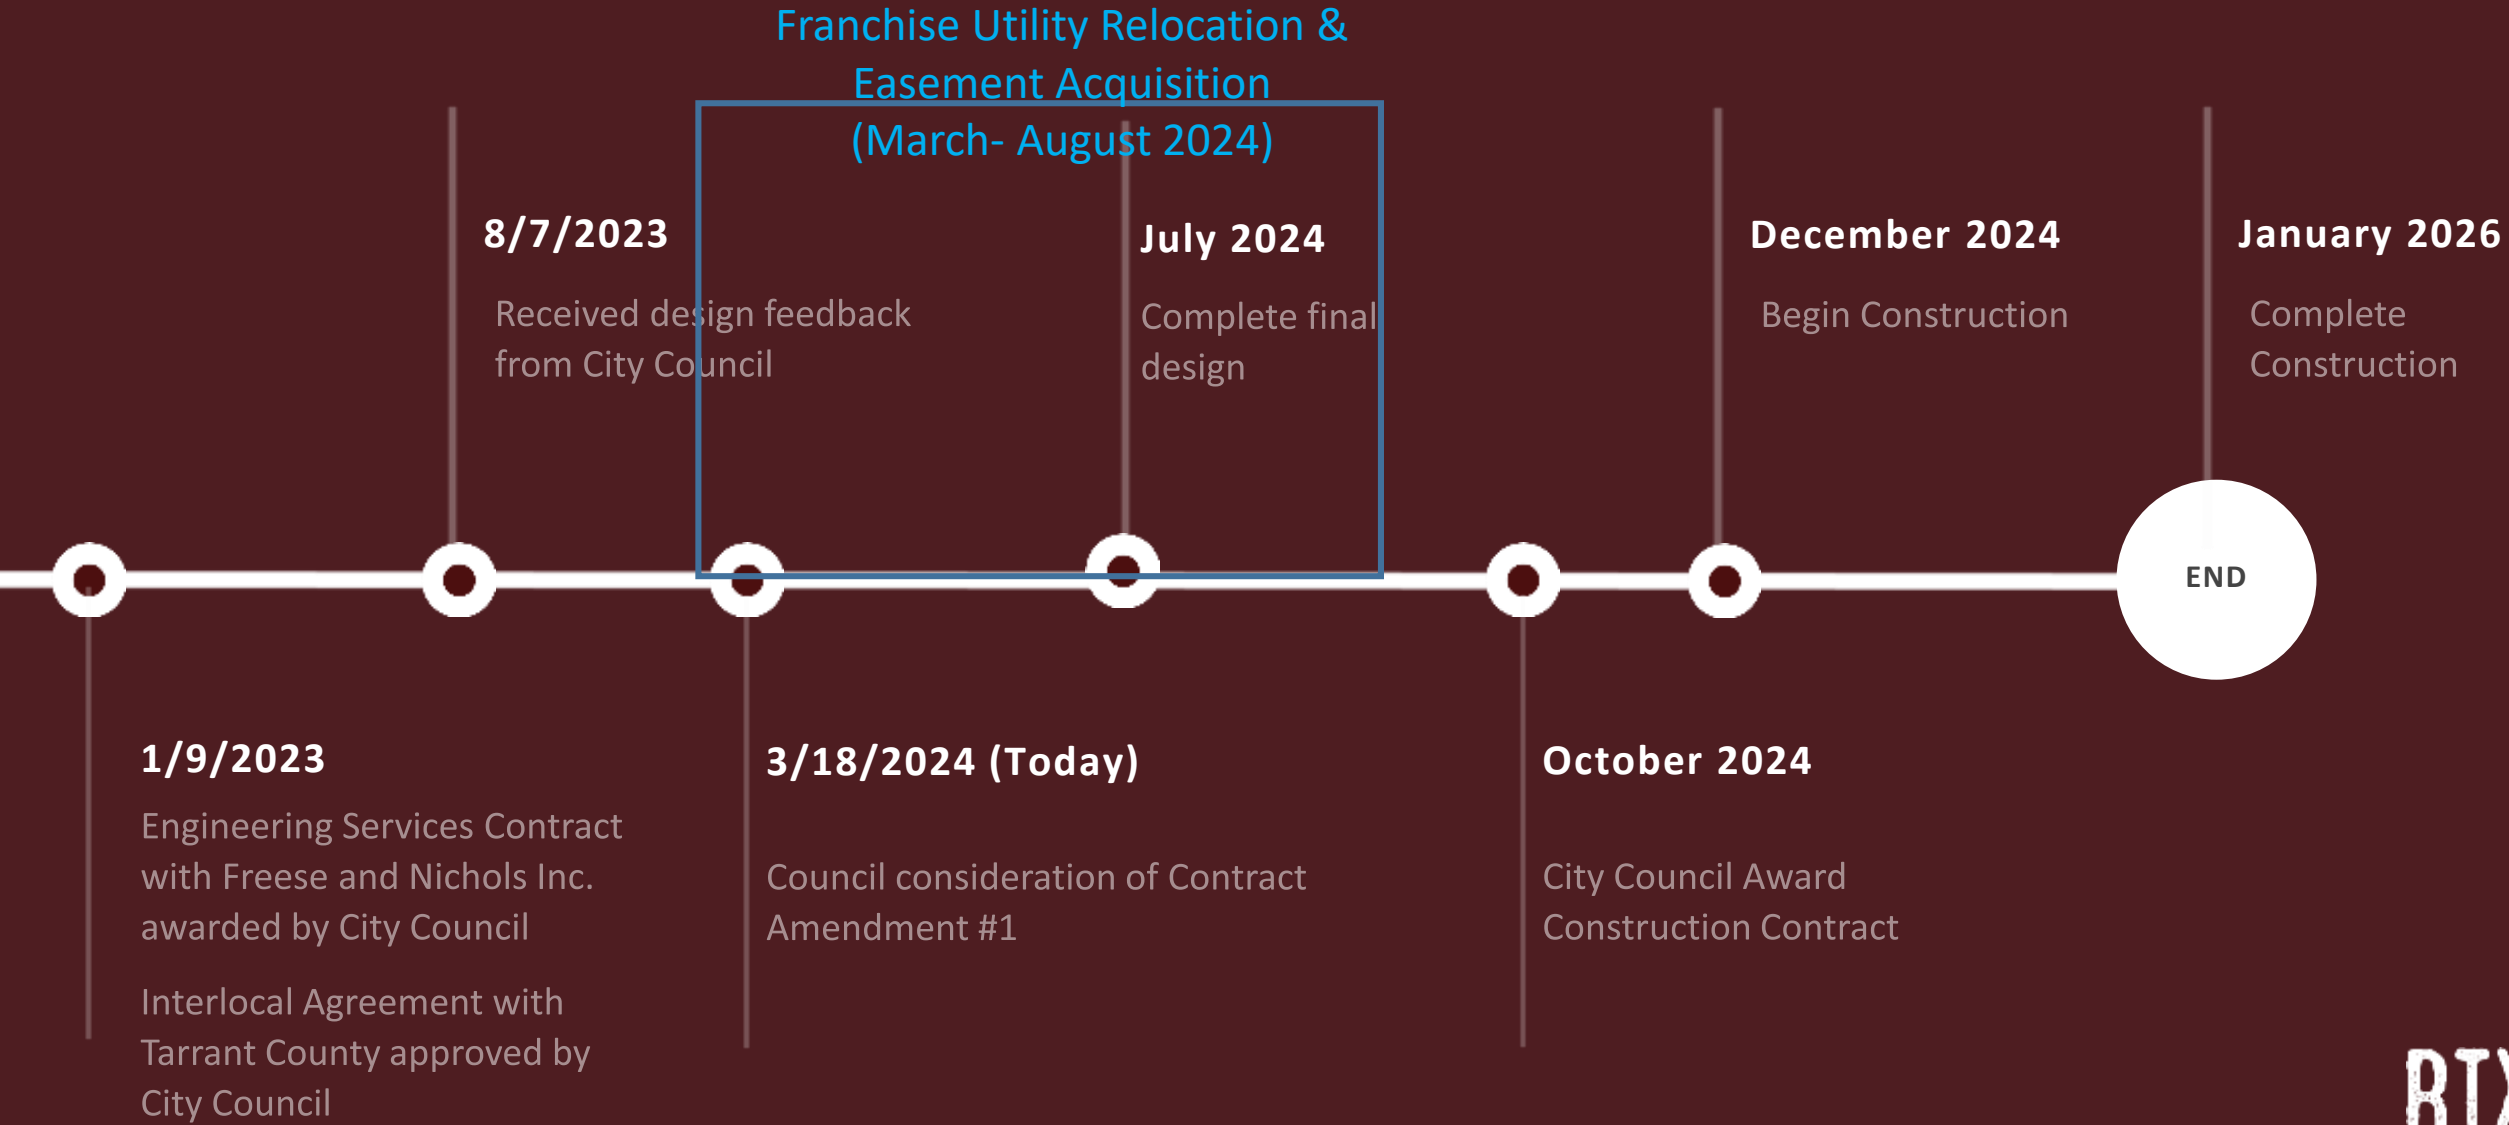 Franchise Utility Relocation &
Easement Acquisition
(March- August 2024)
8/7/2023
Received design feedback
from City Council
July 2024
Complete final
design
December 2024
Begin Construction
January 2026
Complete
Construction
END
1/9/2023
Engineering Services Contract
with Freese and Nichols Inc.
awarded by City Council
Interlocal Agreement with
Tarrant County approved by
City Council
3/18/2024 (Today)
Council consideration of Contract
Amendment #1
October 2024
City Council Award
Construction Contract
BTX